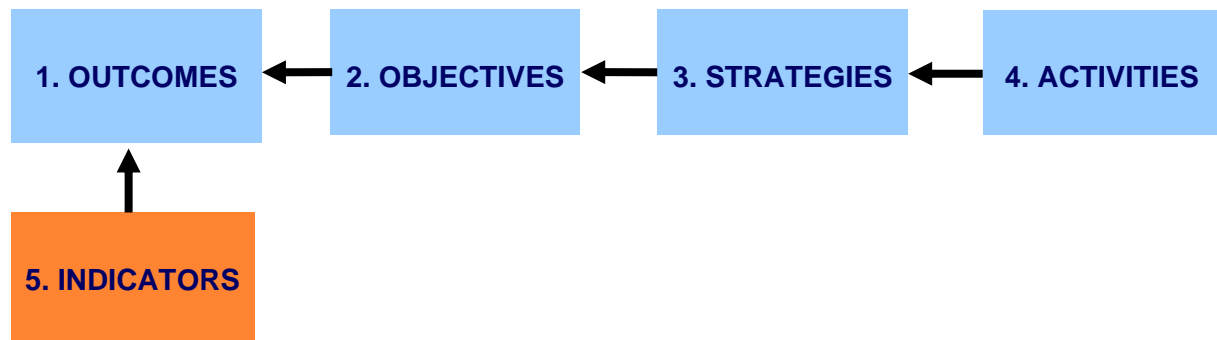 1. OUTCOMES
2. OBJECTIVES
3. STRATEGIES
4. ACTIVITIES
5. INDICATORS